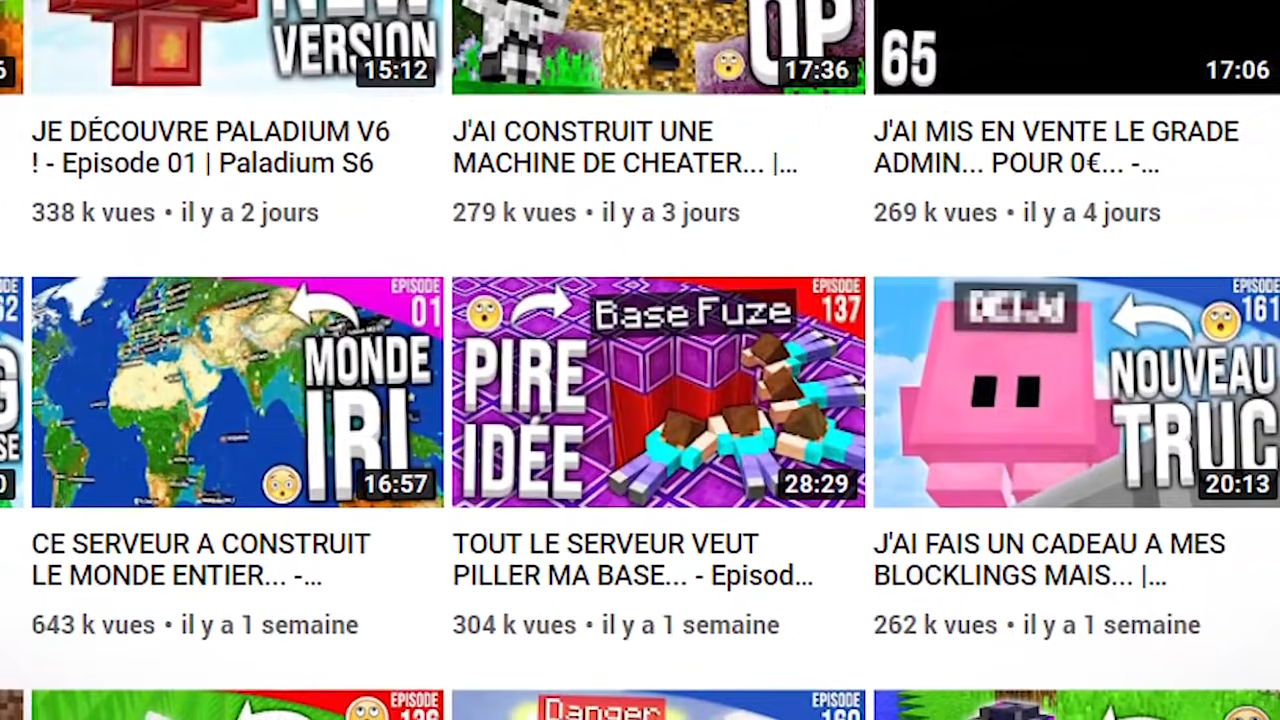 NEW
VERSION
15:12
OP
17:36
65
17:06
JE DÉCOUVRE PALADIUM V6
! - Episode 01 | Paladium S6
J'AI CONSTRUIT UNE
MACHINE DE CHEATER... |...
J'AI MIS EN VENTE LE GRADE
ADMIN... POUR 0€... -...
338 k vues • il y a 2 jours
279 k vues • il y a 3 jours
269 k vues • il y a 4 jours
EPISODE
01
MONDE
IRL
16:57
EPISODE
137
Base Fuze
PIRE
IDÉE
28:29
EPISODE
161
NOUVEAU
TRUC
20:13
CE SERVEUR A CONSTRUIT
LE MONDE ENTIER... -...
TOUT LE SERVEUR VEUT
PILLER MA BASE... - Episod...
J'AI FAIS UN CADEAU A MES
BLOCKLINGS MAIS... |...
643 k vues • il y a 1 semaine
304 k vues • il y a 1 semaine
262 k vues • il y a 1 semaine
EPISODE
136
Danger
EPISODE
160